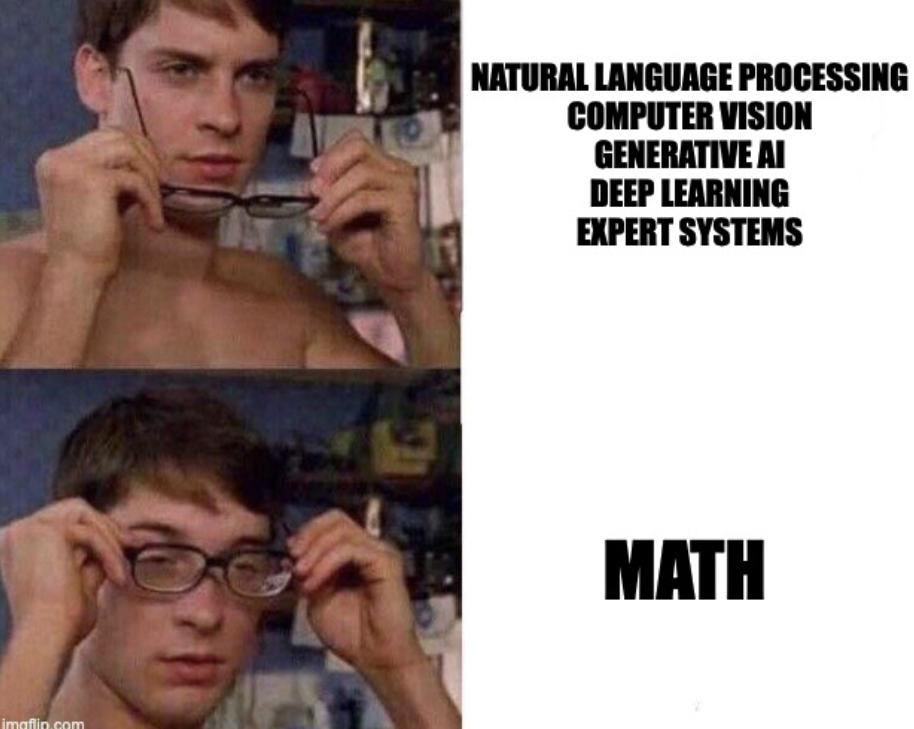 NATURAL LANGUAGE PROCESSING
COMPUTER VISION
GENERATIVE AI
DEEP LEARNING
EXPERT SYSTEMS
MATH
imgflip.com